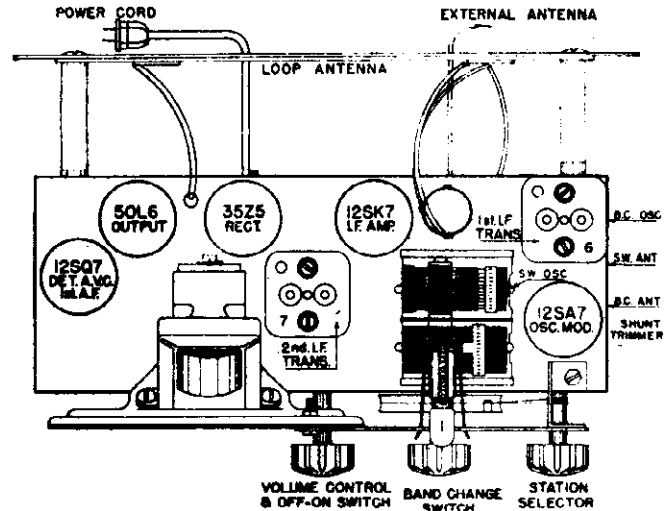 POWER CORD
EXTERNAL ANTENNA
LOOP ANTENNA
50L6
OUTPUT
35Z5
RECT.
12SK7
I.F. AMP.
1st. I.F
TRANS.
6
B.C. OSC
12SQ7
DET. A.V.C.
1st. A.F.
S.W. ANT
S.W. OSC
B.C. ANT
12SA7
OSC. MOD.
SHUNT
TRIMMER
7
2nd. I.F.
TRANS.
VOLUME CONTROL
& OFF-ON SWITCH
BAND CHANGE
SWITCH
STATION
SELECTOR